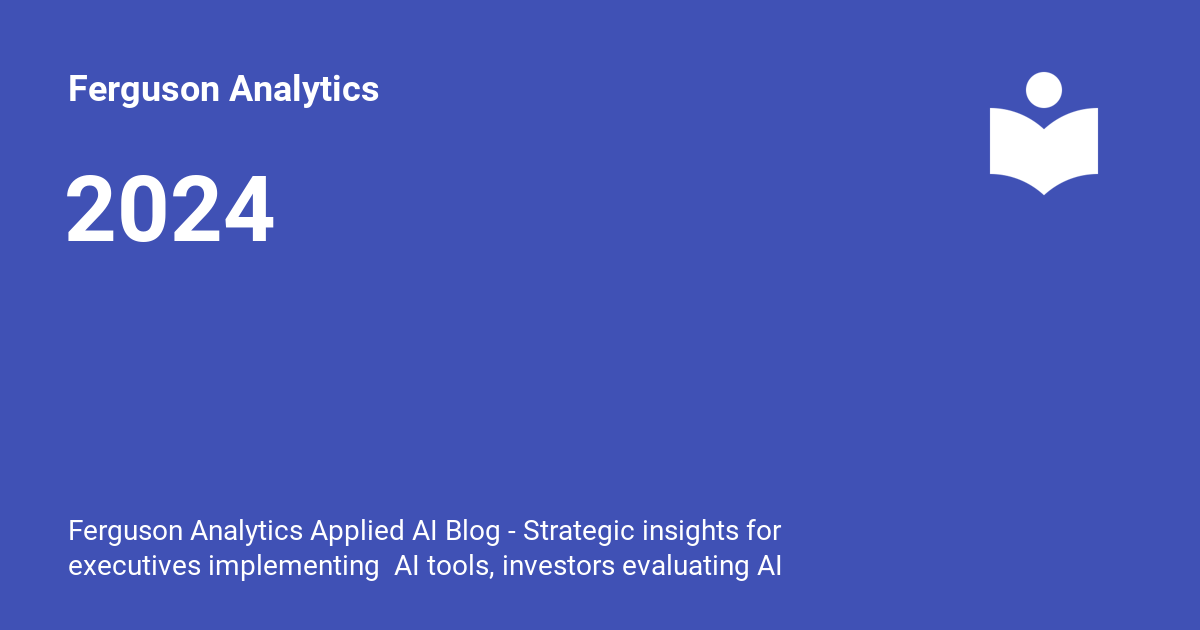 Ferguson Analytics
2024
Ferguson Analytics Applied AI Blog - Strategic insights for
executives implementing  AI tools, investors evaluating AI